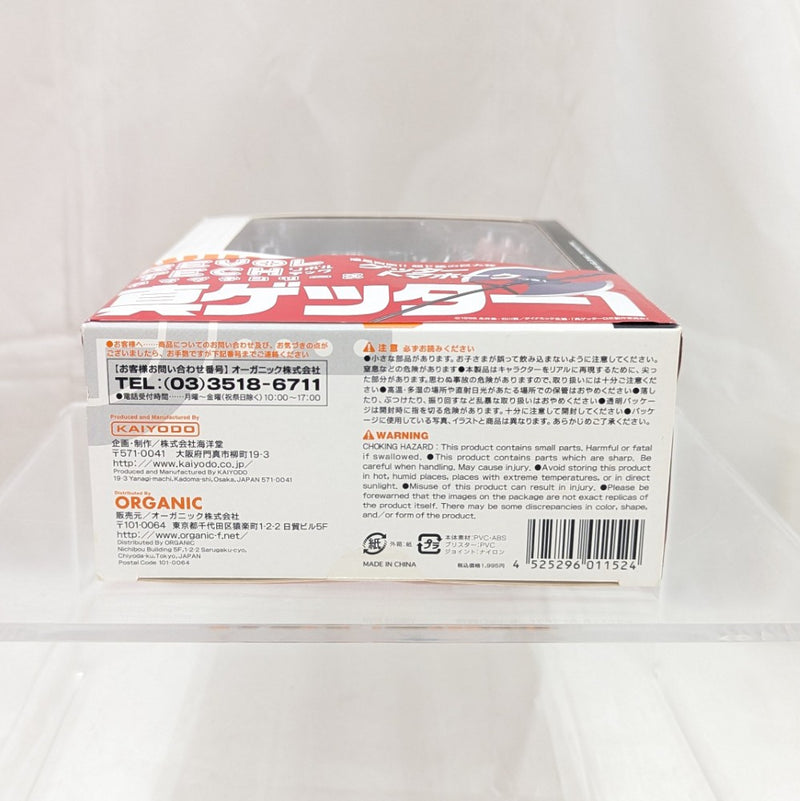 真ゲッター1
●お客様へ……商品についてのお問い合わせ及び、お気づきの点が
ございましたら、お手数ですが下記番号までご連絡ください
【お客様お問い合わせ番号】オーガニック株式会社
TEL:(03)3518-6711
●電話受付時間……月曜～金曜(祝祭日除く)10:00～17:00
Produced and Manufactured By
KAIYODO
企画・制作／株式会社海洋堂
〒571-0041 大阪府門真市柳町19-3
http://www.kaiyodo.co.jp/
Produced and Manufactured By KAIYODO
19-3 Yanagi-machi, Kadoma-shi, Osaka, JAPAN 571-0041
Distributed By
ORGANIC
販売元／オーガニック株式会社
〒101-0064 東京都千代田区猿楽町1-2-2 日貿ビル5F
http://www.organic-f.net/
Distributed By ORGANIC
Nichibou Building 5F,1-2-2 Serugaku-cyo,
Chiyoda-ku,Tokyo,JAPAN
Postal Code 101-0064
注意 必ずお読みください
●小さな部品があります。お子さまが誤って飲み込まないように注意してください。
窒息などの危険があります●本製品はキャラクターをリアルに再現するために、尖っ
た部分があります。思わぬ事故の危険がありますので、取り扱いには十分ご注意くだ
さい●高温・多湿の場所や直射日光があたる場所での保管はおやめください●落し
たり、ぶつけたり、振り回すなど乱暴な取り扱いはおやめください●透明パッケー
ジは開封時に指を切る危険があります。十分に注意して開封してください●パッケー
ジに使用している写真、イラストと商品は異なります。あらかじめご了承ください。
WARNING
CHOKING HAZARD : This product contains small parts. Harmful or fatal
if swallowed. ●This product contains parts which are sharp. Be
careful when handling. May cause injury. ●Avoid storing this product
in hot, humid places, places with extreme temperatures, or in direct
sunlight. ●Misuse of this product can result in injury. ●Please be
forewarned that the images on the package are not exact replicas of
the product itself. There may be some discrepancies in color, shape,
and/or form of the product.
紙 外箱:紙
プラ 本体素材:PVC・ABS
ブリスター:PVC
ジョイント:ナイロン
MADE IN CHINA
税込価格1,995円
4 525296 011524